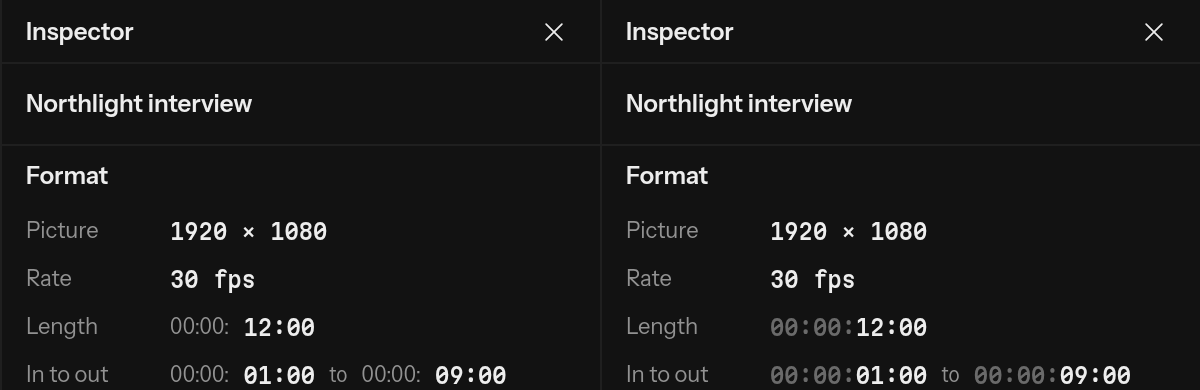 Inspector
Northlight interview
Format
Picture 1920 × 1080
Rate 30 fps
Length 00:00: 12:00
In to out 00:00: 01:00 to 00:00: 09:00
Inspector
Northlight interview
Format
Picture 1920 × 1080
Rate 30 fps
Length 00:00:12:00
In to out 00:00:01:00 to 00:00:09:00